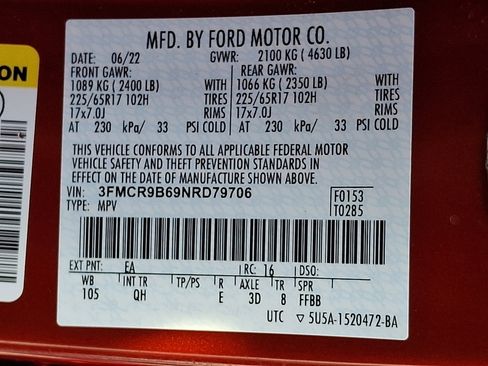 MFD. BY FORD MOTOR CO.
DATE: 06/22 GVWR: 2100 KG ( 4630 LB)
FRONT GAWR: REAR GAWR:
1089 KG ( 2400 LB) WITH 1066 KG ( 2350 LB) WITH
225/65R17 102H TIRES 225/65R17 102H TIRES
17x7.0J RIMS 17x7.0J RIMS
AT 230 kPa/ 33 PSI COLD AT 230 kPa/ 33 PSI COLD
THIS VEHICLE CONFORMS TO ALL APPLICABLE FEDERAL MOTOR
VEHICLE SAFETY AND THEFT PREVENTION STANDARDS IN
EFFECT ON THE DATE OF MANUFACTURE SHOWN ABOVE.
VIN: 3FMCR9B69NRD79706 F0153
TYPE: MPV T0285
EXT PNT: EA RC: 16 DSO:
WB INT TR TP/PS R AXLE TR SPR
105 QH E 3D 8 FFBB
UTC ▽ 5U5A-1520472-BA
ON